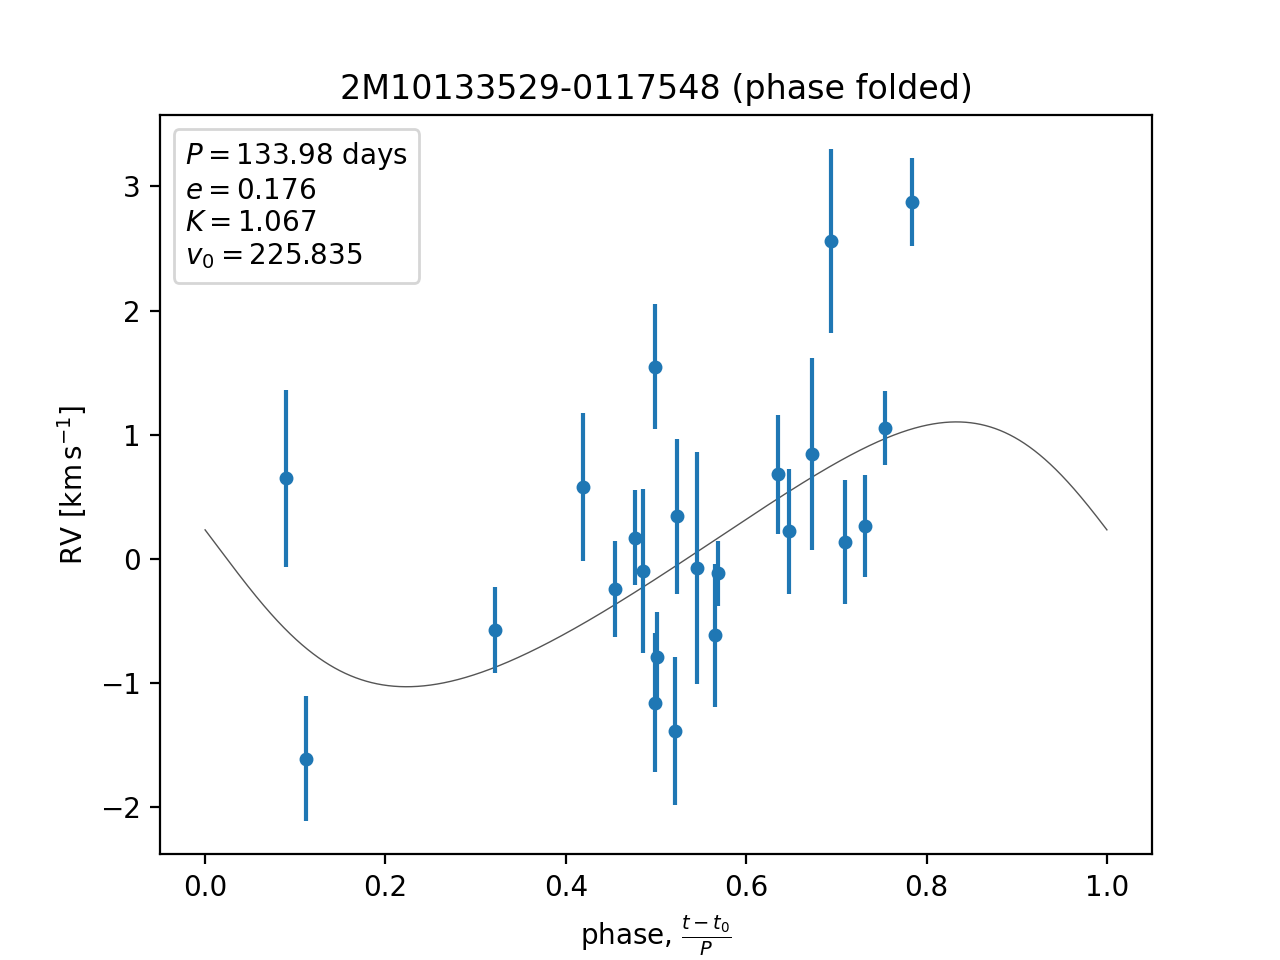 2M10133529-0117548 (phase folded)
P = 133.98 days
e = 0.176
K = 1.067
v₀ = 225.835
RV [km s⁻¹]
3
2
1
0
−1
−2
0.0 0.2 0.4 0.6 0.8 1.0
phase, (t − t₀)/P